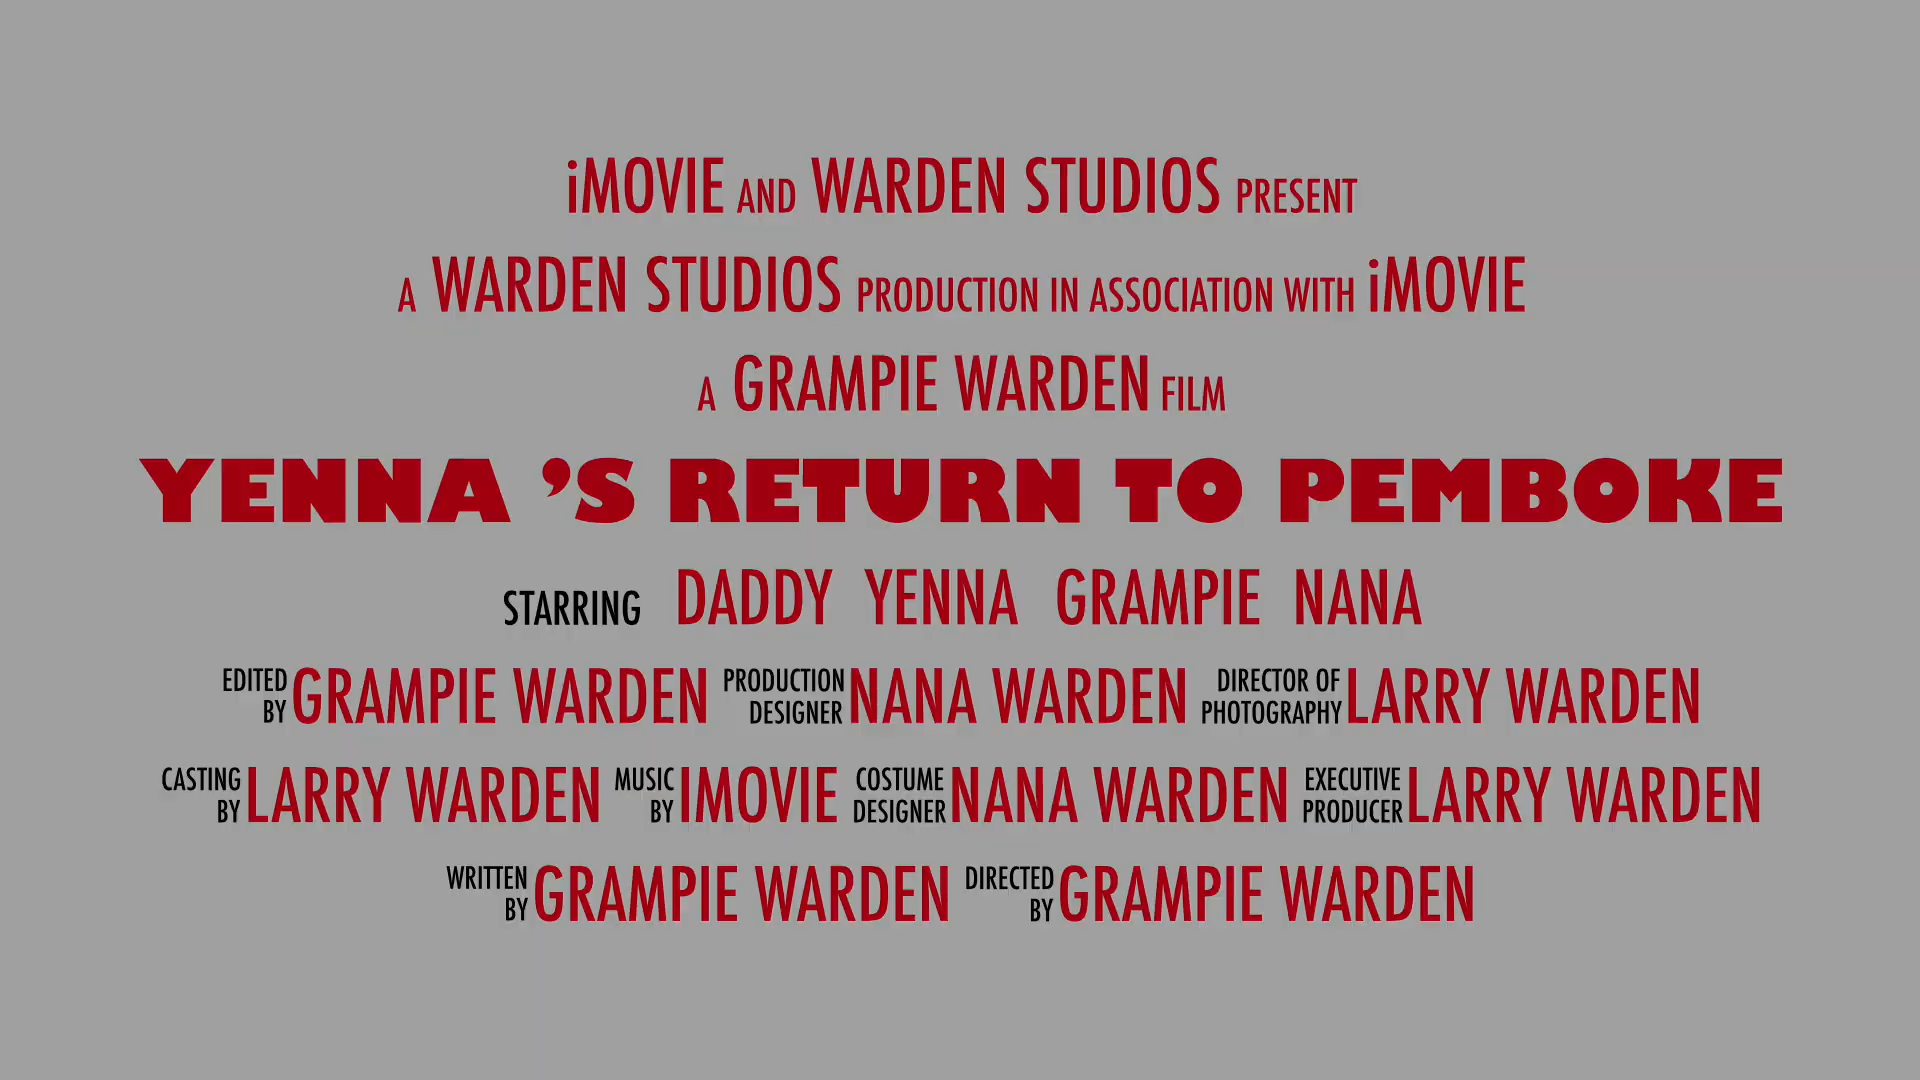 iMOVIE AND WARDEN STUDIOS PRESENT
A WARDEN STUDIOS PRODUCTION IN ASSOCIATION WITH iMOVIE
A GRAMPIE WARDEN FILM
YENNA 'S RETURN TO PEMBOKE
STARRING DADDY YENNA GRAMPIE NANA
EDITED BY GRAMPIE WARDEN PRODUCTION DESIGNER NANA WARDEN DIRECTOR OF PHOTOGRAPHY LARRY WARDEN
CASTING BY LARRY WARDEN MUSIC BY IMOVIE COSTUME DESIGNER NANA WARDEN EXECUTIVE PRODUCER LARRY WARDEN
WRITTEN BY GRAMPIE WARDEN DIRECTED BY GRAMPIE WARDEN